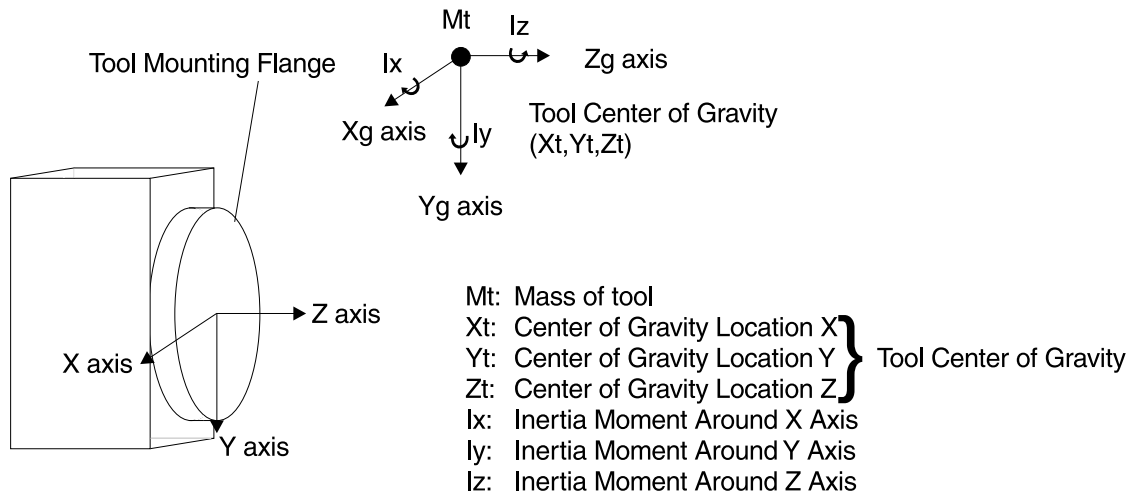 Mt
Iz
Tool Mounting Flange
Ix
Zg axis
Tool Center of Gravity
(Xt,Yt,Zt)
Xg axis
Iy
Yg axis
Z axis
X axis
Y axis
Mt: Mass of tool
Xt: Center of Gravity Location X
Yt: Center of Gravity Location Y
Zt: Center of Gravity Location Z
} Tool Center of Gravity
Ix: Inertia Moment Around X Axis
Iy: Inertia Moment Around Y Axis
Iz: Inertia Moment Around Z Axis